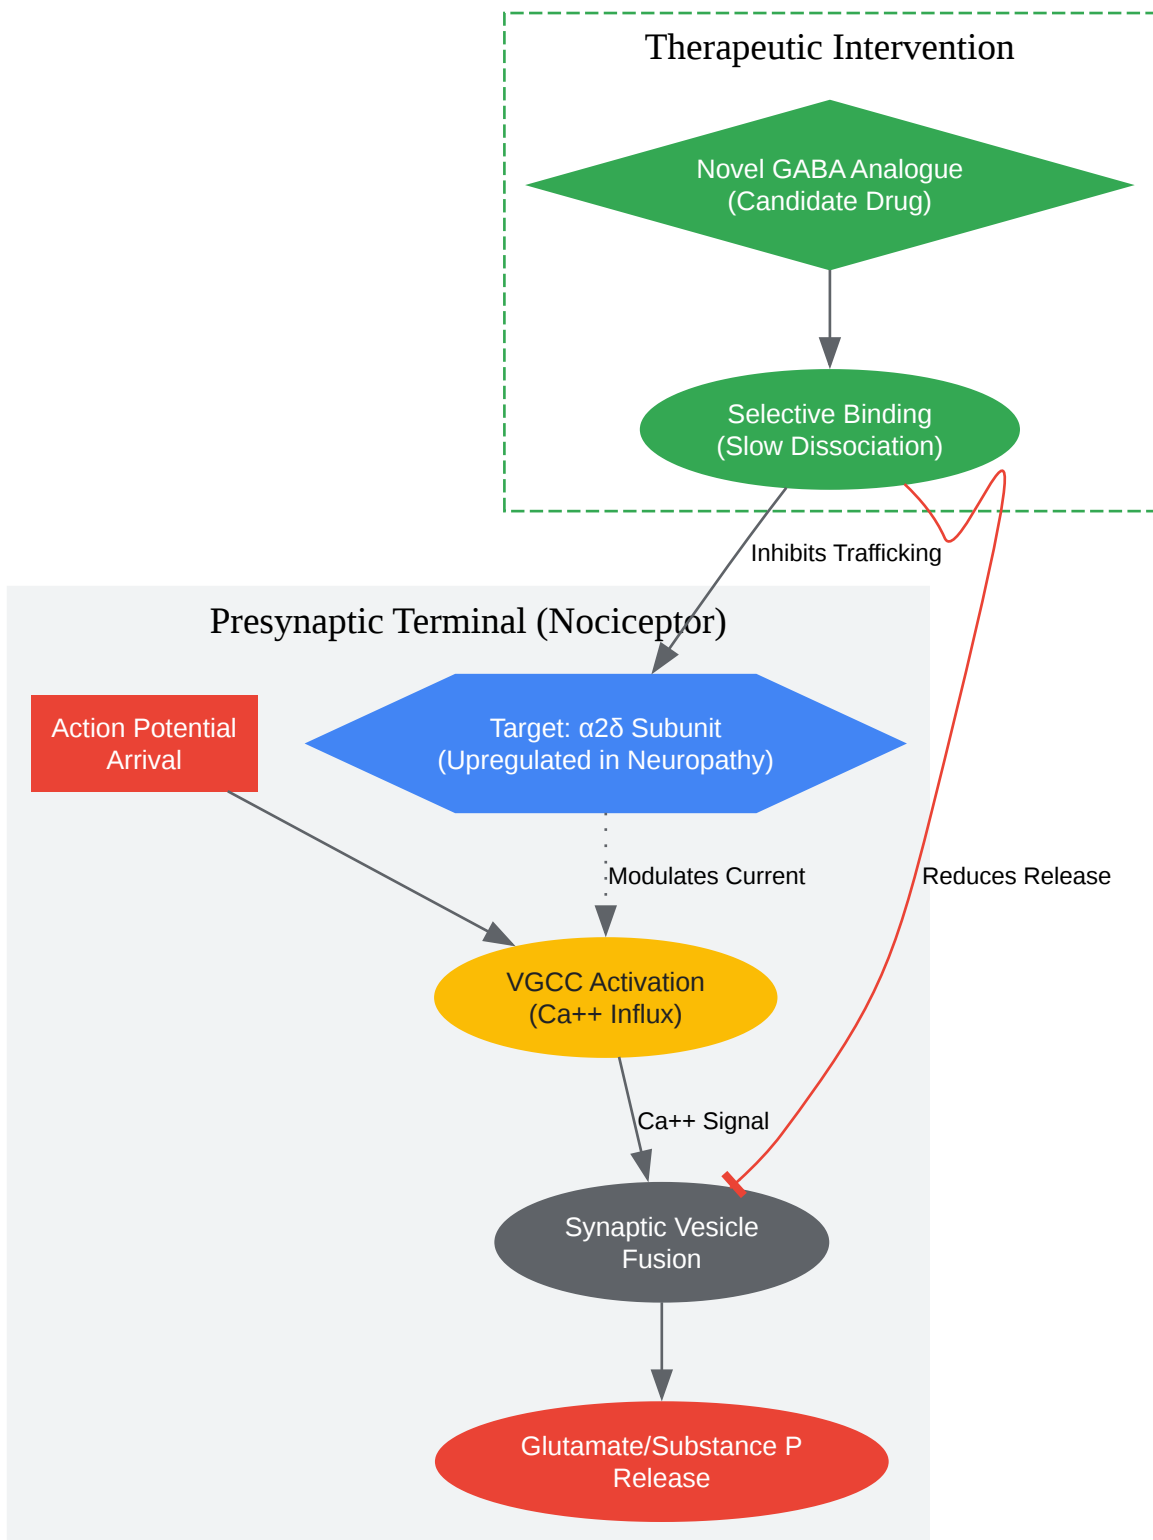 Therapeutic Intervention
Novel GABA Analogue
(Candidate Drug)
Selective Binding
(Slow Dissociation)
Inhibits Trafficking
Presynaptic Terminal (Nociceptor)
Action Potential
Arrival
Target: α2δ Subunit
(Upregulated in Neuropathy)
Modulates Current
Reduces Release
VGCC Activation
(Ca++ Influx)
Ca++ Signal
Synaptic Vesicle
Fusion
Glutamate/Substance P
Release